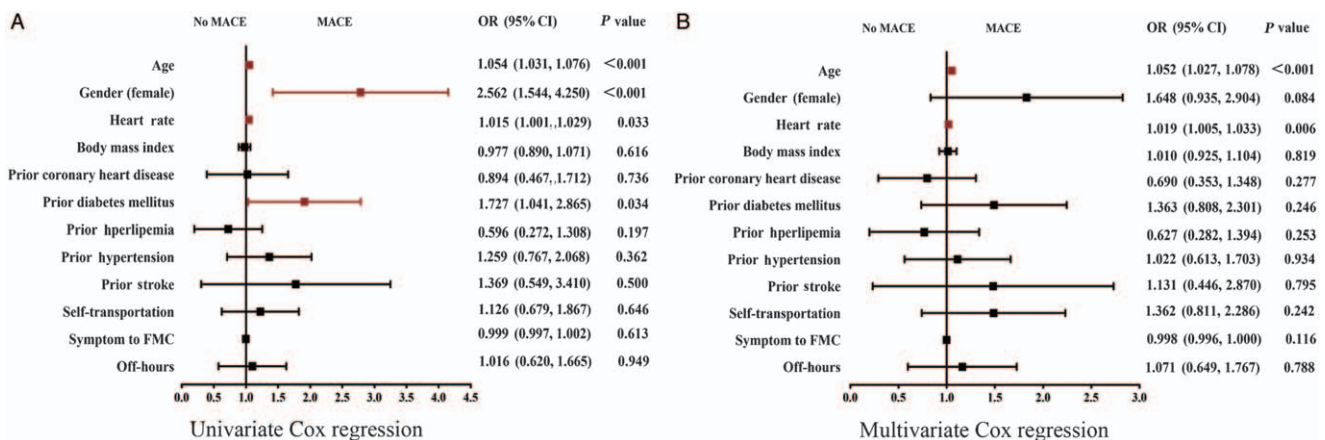 A
No MACE MACE OR (95% CI) P value
Age 1.054 (1.031, 1.076) <0.001
Gender (female) 2.562 (1.544, 4.250) <0.001
Heart rate 1.015 (1.001,.1.029) 0.033
Body mass index 0.977 (0.890, 1.071) 0.616
Prior coronary heart disease 0.894 (0.467, 1.712) 0.736
Prior diabetes mellitus 1.727 (1.041, 2.865) 0.034
Prior hperlipemia 0.596 (0.272, 1.308) 0.197
Prior hypertension 1.259 (0.767, 2.068) 0.362
Prior stroke 1.369 (0.549, 3.410) 0.500
Self-transportation 1.126 (0.679, 1.867) 0.646
Symptom to FMC 0.999 (0.997, 1.002) 0.613
Off-hours 1.016 (0.620, 1.665) 0.949
0.0 0.5 1.0 1.5 2.0 2.5 3.0 3.5 4.0 4.5
Univariate Cox regression
B
No MACE MACE OR (95% CI) P value
Age 1.052 (1.027, 1.078) <0.001
Gender (female) 1.648 (0.935, 2.904) 0.084
Heart rate 1.019 (1.005, 1.033) 0.006
Body mass index 1.010 (0.925, 1.104) 0.819
Prior coronary heart disease 0.690 (0.353, 1.348) 0.277
Prior diabetes mellitus 1.363 (0.808, 2.301) 0.246
Prior hperlipemia 0.627 (0.282, 1.394) 0.253
Prior hypertension 1.022 (0.613, 1.703) 0.934
Prior stroke 1.131 (0.446, 2.870) 0.795
Self-transportation 1.362 (0.811, 2.286) 0.242
Symptom to FMC 0.998 (0.996, 1.000) 0.116
Off-hours 1.071 (0.649, 1.767) 0.788
0.0 0.5 1.0 1.5 2.0 2.5 3.0
Multivariate Cox regression